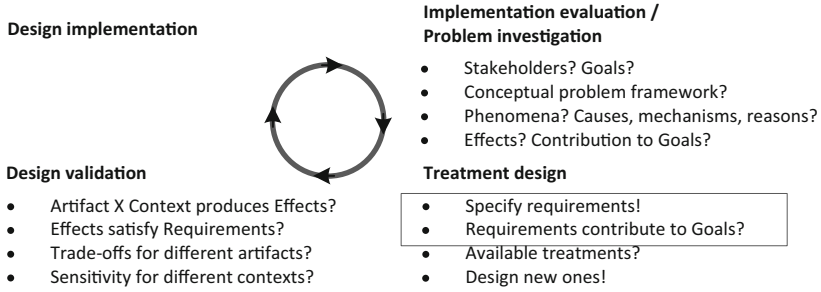 Design implementation
Implementation evaluation /
Problem investigation
• Stakeholders? Goals?
• Conceptual problem framework?
• Phenomena? Causes, mechanisms, reasons?
• Effects? Contribution to Goals?
Design validation
• Artifact X Context produces Effects?
• Effects satisfy Requirements?
• Trade-offs for different artifacts?
• Sensitivity for different contexts?
Treatment design
• Specify requirements!
• Requirements contribute to Goals?
• Available treatments?
• Design new ones!